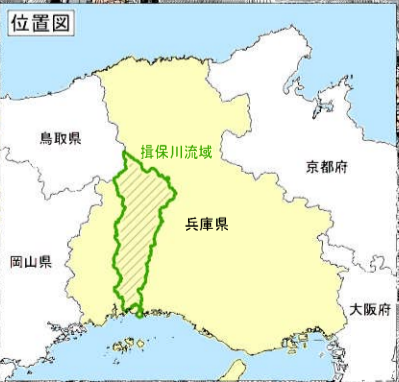 位置図
鳥取県
揖保川流域
京都府
兵庫県
岡山県
大阪府